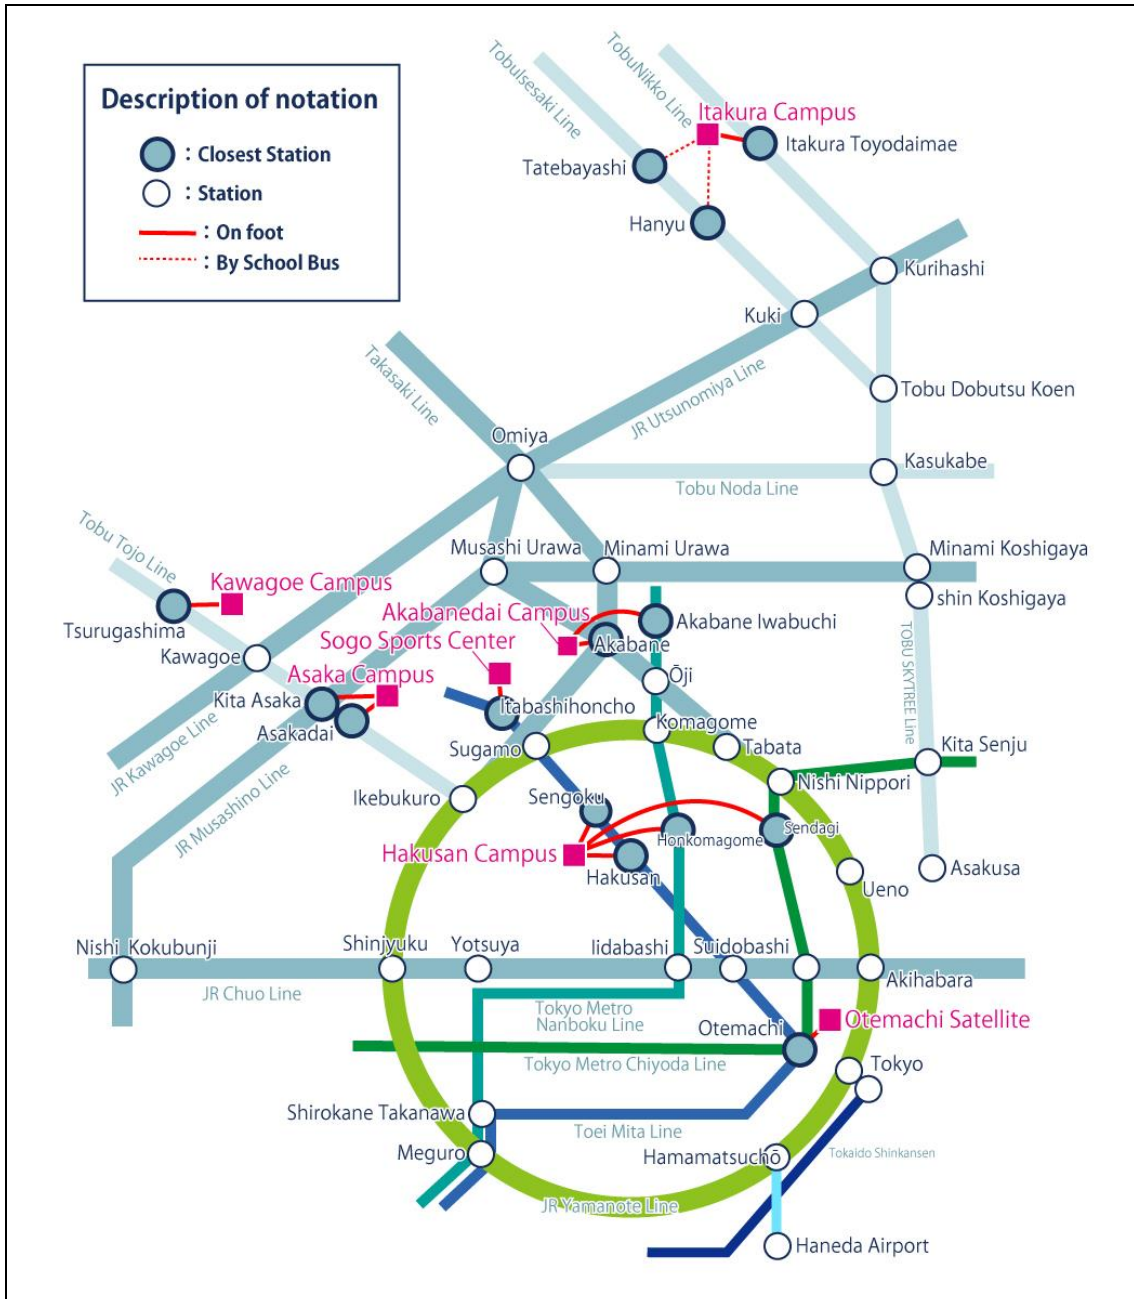 Description of notation
: Closest Station
: Station
: On foot
: By School Bus
TobuIsesaki Line
TobuNikko Line
Itakura Campus
Itakura Toyodaimae
Tatebayashi
Hanyu
Kurihashi
Kuki
Takasaki Line
JR Utsunomiya Line
Tobu Dobutsu Koen
Omiya
Kasukabe
Tobu Noda Line
Tobu Tojo Line
Musashi Urawa
Minami Urawa
Minami Koshigaya
Kawagoe Campus
shin Koshigaya
Akabanedai Campus
Akabane Iwabuchi
Tsurugashima
Sogo Sports Center
Akabane
Kawagoe
Asaka Campus
Ōji
Kita Asaka
Itabashihoncho
TOBU SKYTREE Line
Asakadai
Komagome
Sugamo
Tabata
Kita Senju
JR Kawagoe Line
Nishi Nippori
JR Musashino Line
Ikebukuro
Sengoku
Honkomagome
Sendagi
Hakusan Campus
Hakusan
Asakusa
Ueno
Nishi Kokubunji
Shinjyuku
Yotsuya
Iidabashi
Suidobashi
Akihabara
JR Chuo Line
Tokyo Metro
Nanboku Line
Otemachi
Otemachi Satellite
Tokyo Metro Chiyoda Line
Tokyo
Shirokane Takanawa
Toei Mita Line
Meguro
Hamamatsuchō
Tokaido Shinkansen
JR Yamanote Line
Haneda Airport